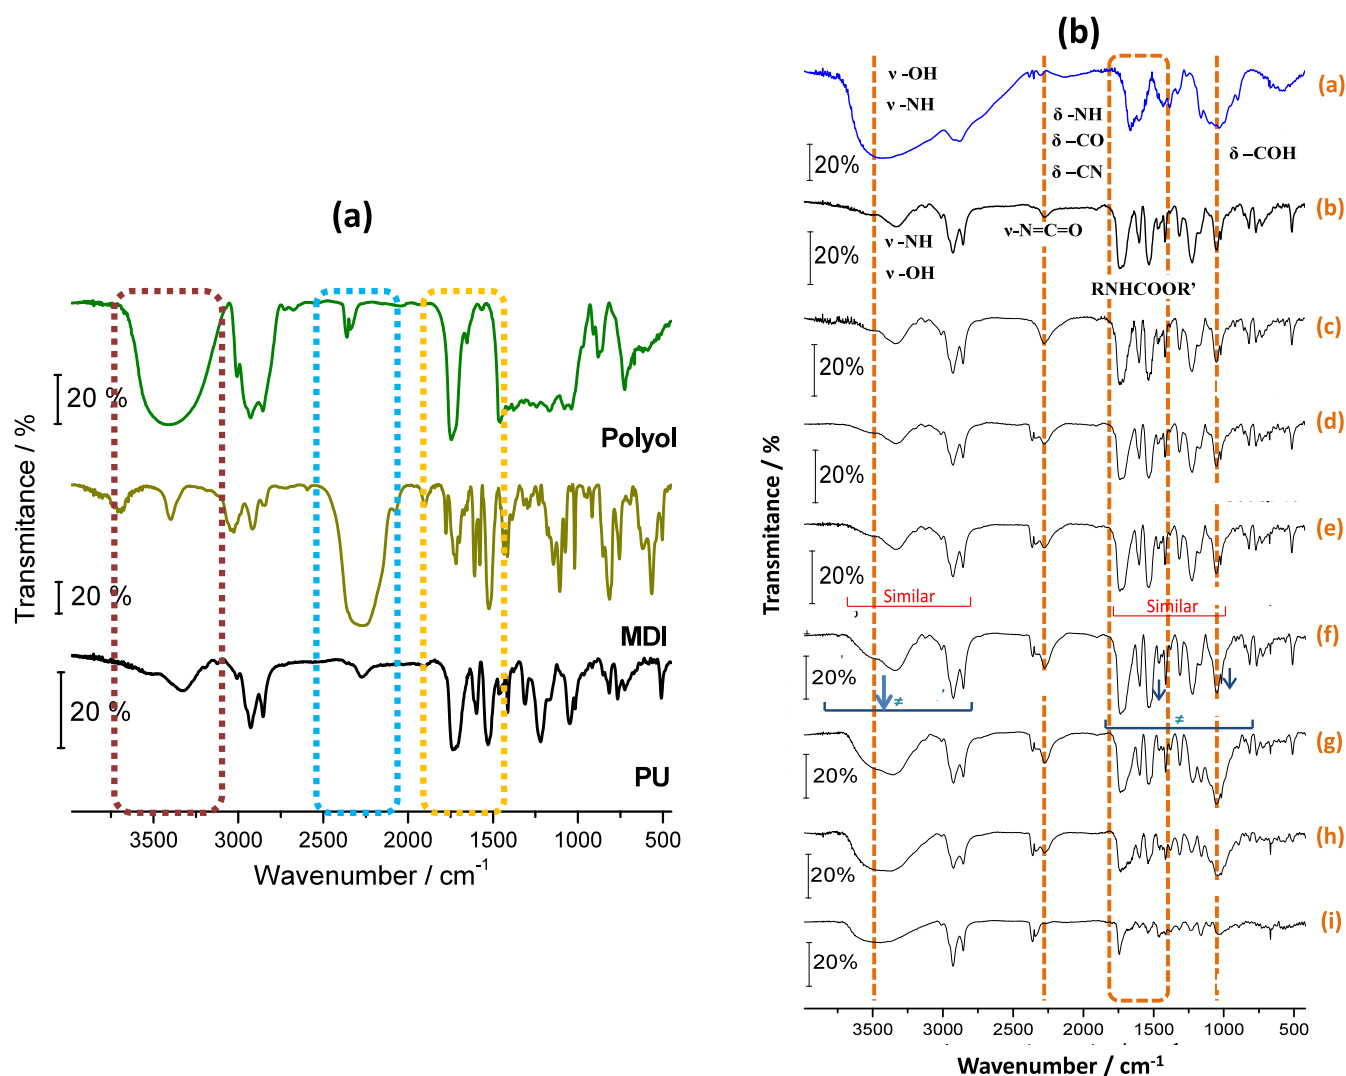 (a)
Transmitance / %
20 %
Polyol
20 %
MDI
20 %
PU
3500 3000 2500 2000 1500 1000 500
Wavenumber / cm-1
(b)
Transmitance / %
ν -OH
ν -NH
δ -NH
δ –CO
δ –CN
δ –COH
20%
(a)
ν -NH
ν -OH
ν-N=C=O
RNHCOOR’
20%
(b)
20%
(c)
20%
(d)
20%
(e)
Similar
Similar
20%
(f)
≠
≠
20%
(g)
20%
(h)
20%
(i)
3500 3000 2500 2000 1500 1000 500
Wavenumber / cm-1